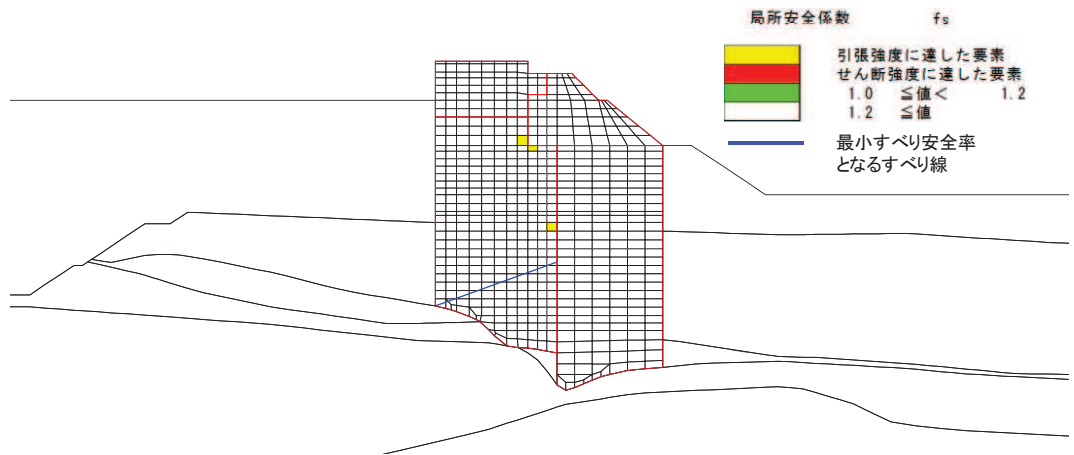 局所安全係数 fs
引張強度に達した要素
せん断強度に達した要素
1.0 ≦値< 1.2
1.2 ≦値
最小すべり安全率
となるすべり線